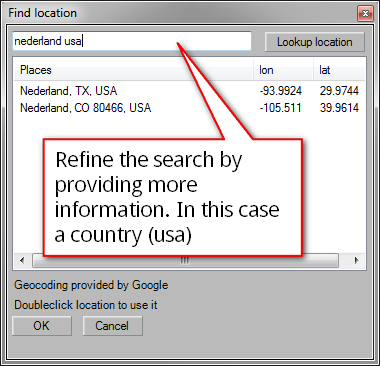 Find location
nederland usa
Lookup location
Places lon lat
Nederland, TX, USA -93.9924 29.9744
Nederland, CO 80466, USA -105.511 39.9614
Refine the search by
providing more
information. In this case
a country (usa)
Geocoding provided by Google
Doubleclick location to use it
OK Cancel